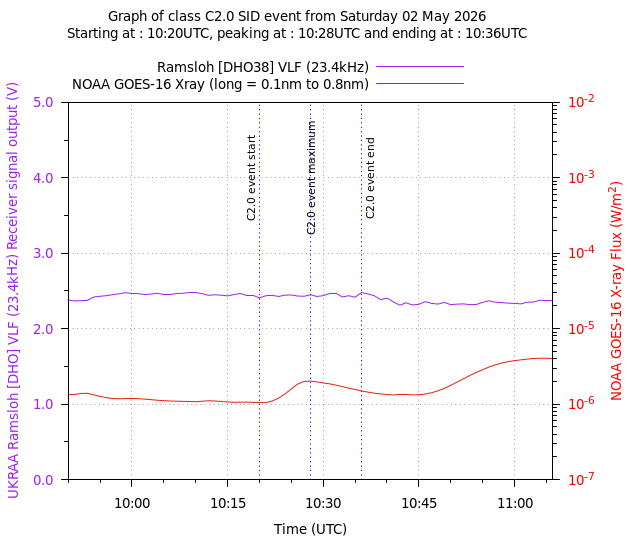 Graph of class C2.0 SID event from Saturday 02 May 2026
Starting at : 10:20UTC, peaking at : 10:28UTC and ending at : 10:36UTC
Ramsloh [DHO38] VLF (23.4kHz)
NOAA GOES-16 Xray (long = 0.1nm to 0.8nm)
UKRAA Ramsloh [DHO] VLF (23.4kHz) Receiver signal output (V)
5.0
4.0
3.0
2.0
1.0
0.0
C2.0 event start
C2.0 event maximum
C2.0 event end
10^-2
10^-3
10^-4
10^-5
10^-6
10^-7
NOAA GOES-16 X-ray Flux (W/m²)
10:00 10:15 10:30 10:45 11:00
Time (UTC)